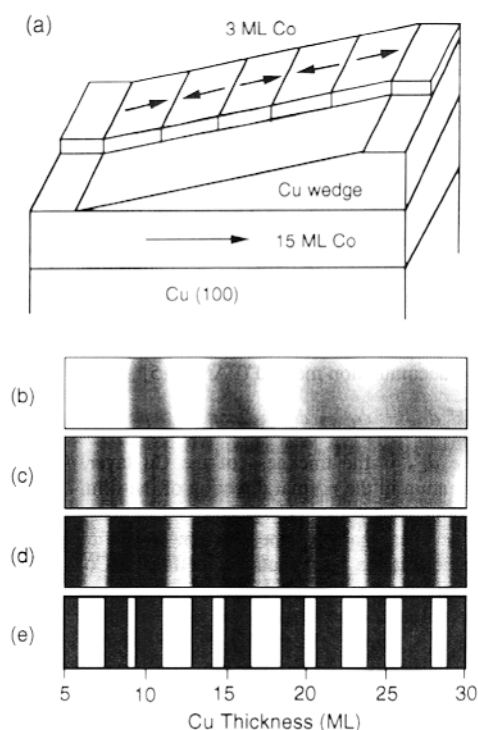 (a)
3 ML Co
Cu wedge
15 ML Co
Cu (100)
(b)
(c)
(d)
(e)
5 10 15 20 25 30
Cu Thickness (ML)